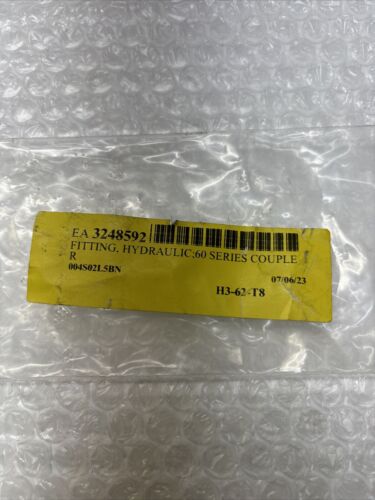 EA 3248592
FITTING, HYDRAULIC;60 SERIES COUPLE
R
004S02L5BN
07/06/23
H3-62-T8